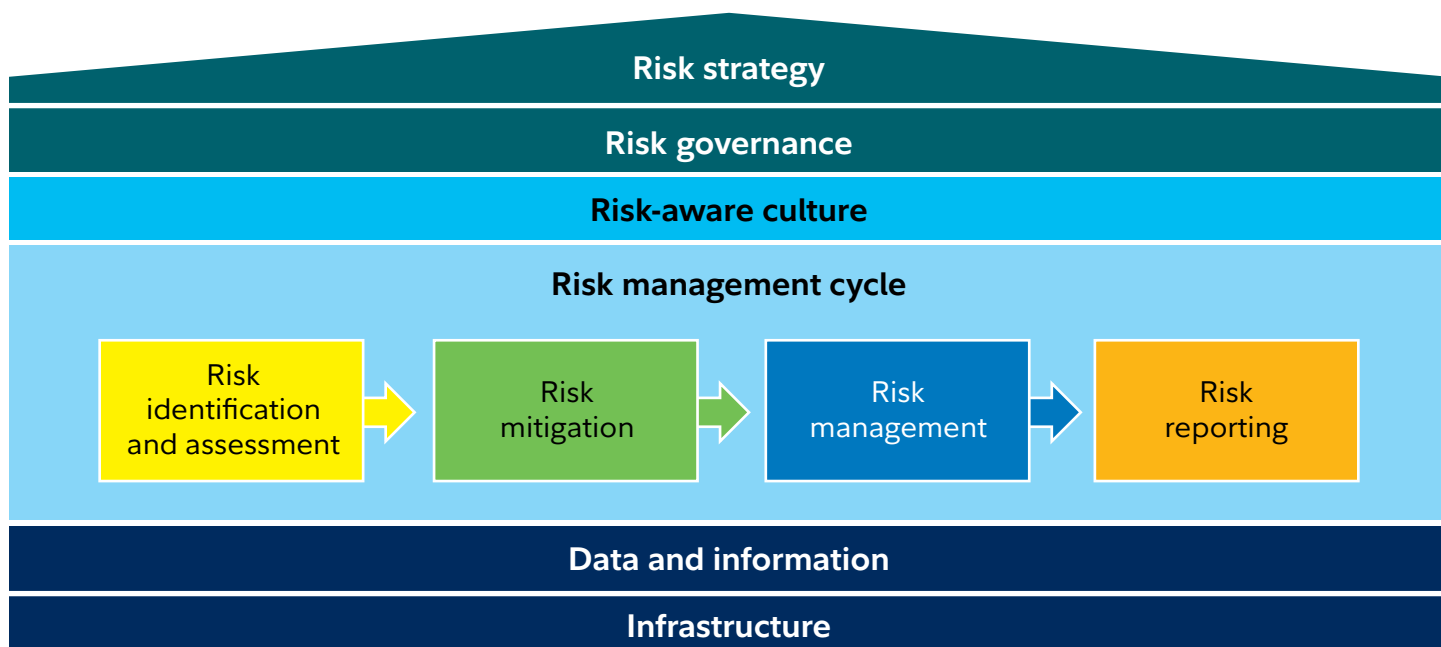 Risk strategy
Risk governance
Risk-aware culture
Risk management cycle
Risk
identification
and assessment
Risk
mitigation
Risk
management
Risk
reporting
Data and information
Infrastructure